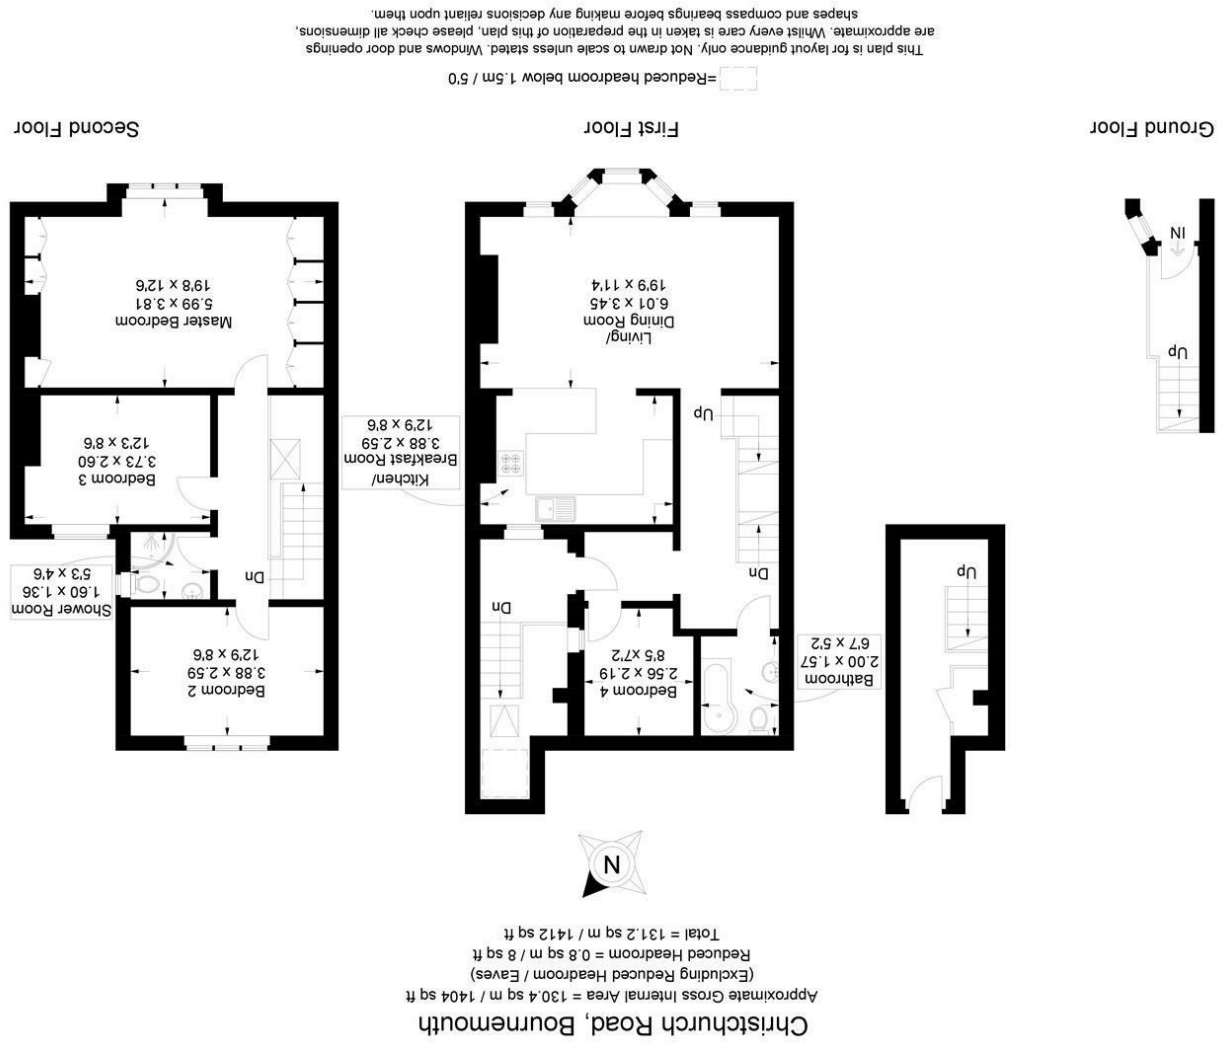 Christchurch Road, Bournemouth
Approximate Gross Internal Area = 130.4 sq m / 1404 sq ft
(Excluding Reduced Headroom / Eaves)
Reduced Headroom = 0.8 sq m / 8 sq ft
Total = 131.2 sq m / 1412 sq ft
N
Up
Up
IN
Ground Floor
Bathroom
2.00 x 1.57
6'7 x 5'2
Bedroom 4
2.56 x 2.19
8'5 x7'2
Dn
Dn
Kitchen/
Breakfast Room
3.88 x 2.59
12'9 x 8'6
Up
Living/
Dining Room
6.01 x 3.45
19'9 x 11'4
First Floor
Bedroom 2
3.88 x 2.59
12'9 x 8'6
Shower Room
1.60 x 1.36
5'3 x 4'6
Dn
Bedroom 3
3.73 x 2.60
12'3 x 8'6
Master Bedroom
5.99 x 3.81
19'8 x 12'6
Second Floor
=Reduced headroom below 1.5m / 5'0
This plan is for layout guidance only. Not drawn to scale unless stated. Windows and door openings
are approximate. Whilst every care is taken in the preparation of this plan, please check all dimensions,
shapes and compass bearings before making any decisions reliant upon them.